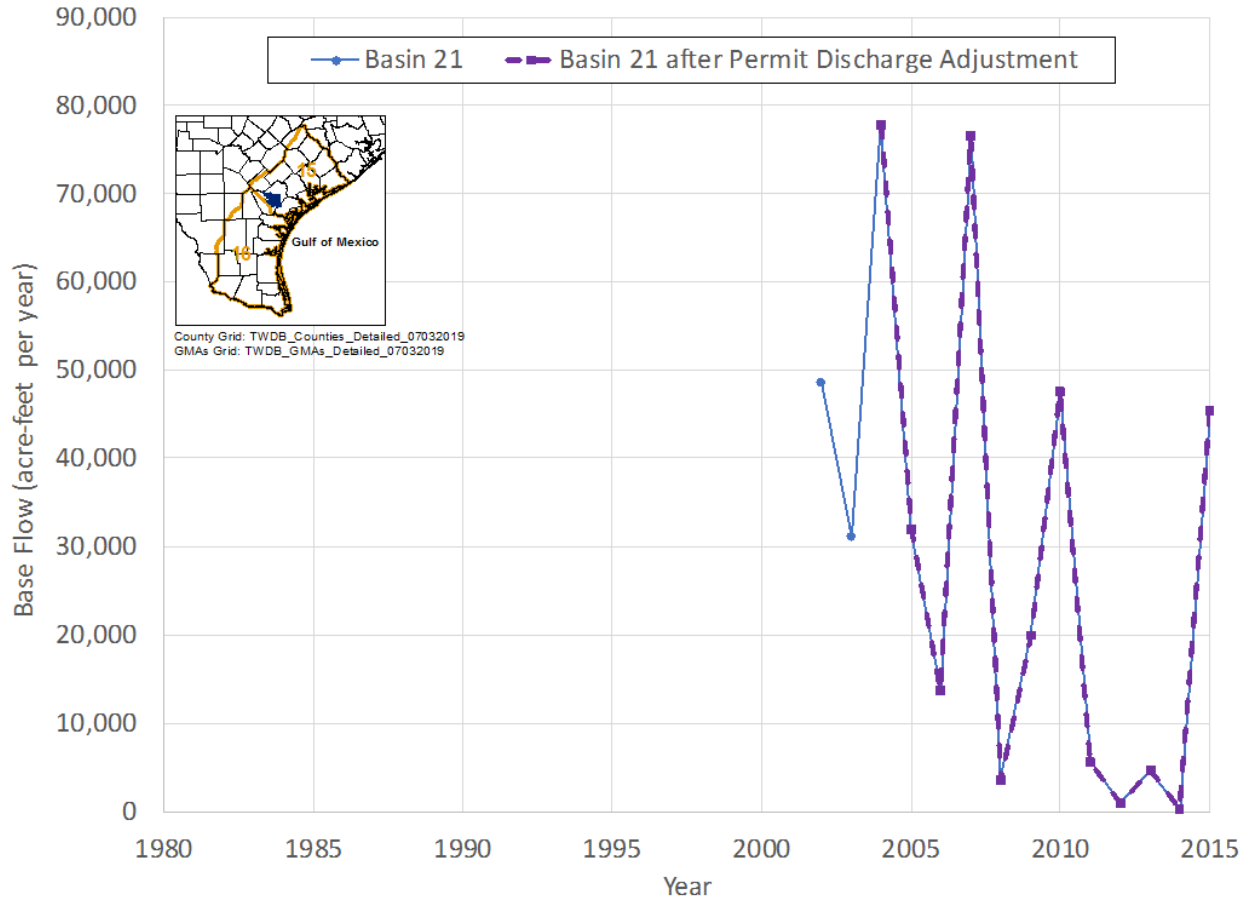 90,000
Basin 21
Basin 21 after Permit Discharge Adjustment
80,000
15
70,000
Gulf of Mexico
16
60,000
County Grid: TWDB_Counties_Detailed_07032019
GMAs Grid: TWDB_GMAs_Detailed_07032019
50,000
40,000
30,000
20,000
10,000
0
Base Flow (acre-feet per year)
1980 1985 1990 1995 2000 2005 2010 2015
Year